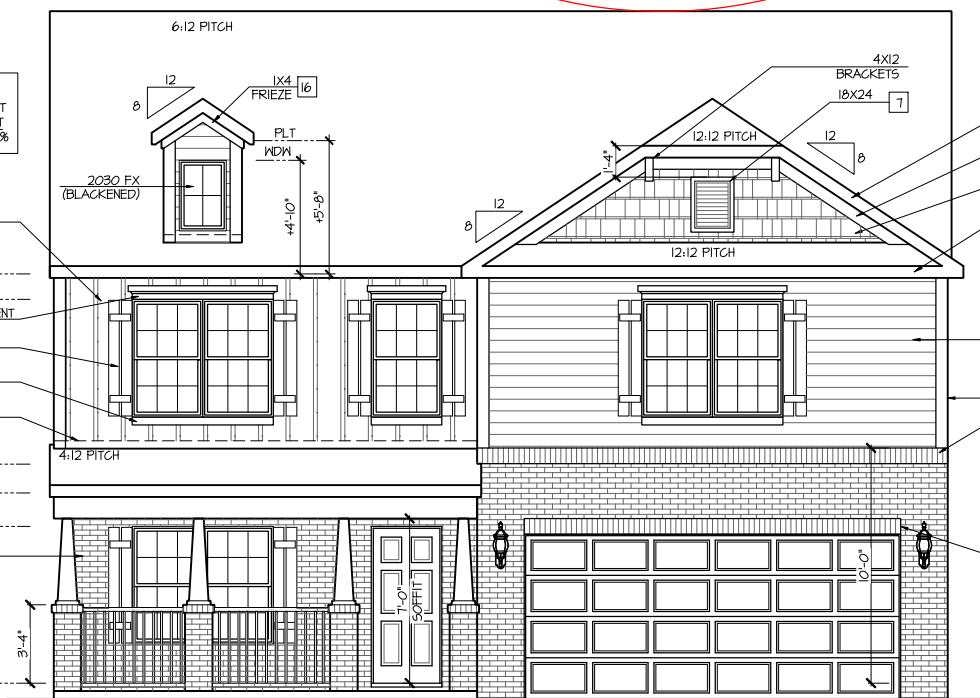 6:12 PITCH
12
8
1X4
FRIEZE
16
4X12
BRACKETS
18X24
7
T
T
%
PLT
WDW
12:12 PITCH
12
8
1'-4"
2030 FX
(BLACKENED)
+4'-10"
+5'-8"
12
8
12:12 PITCH
ENT
4:12 PITCH
10'-0"
7'-0"
SOFFIT
3'-4"